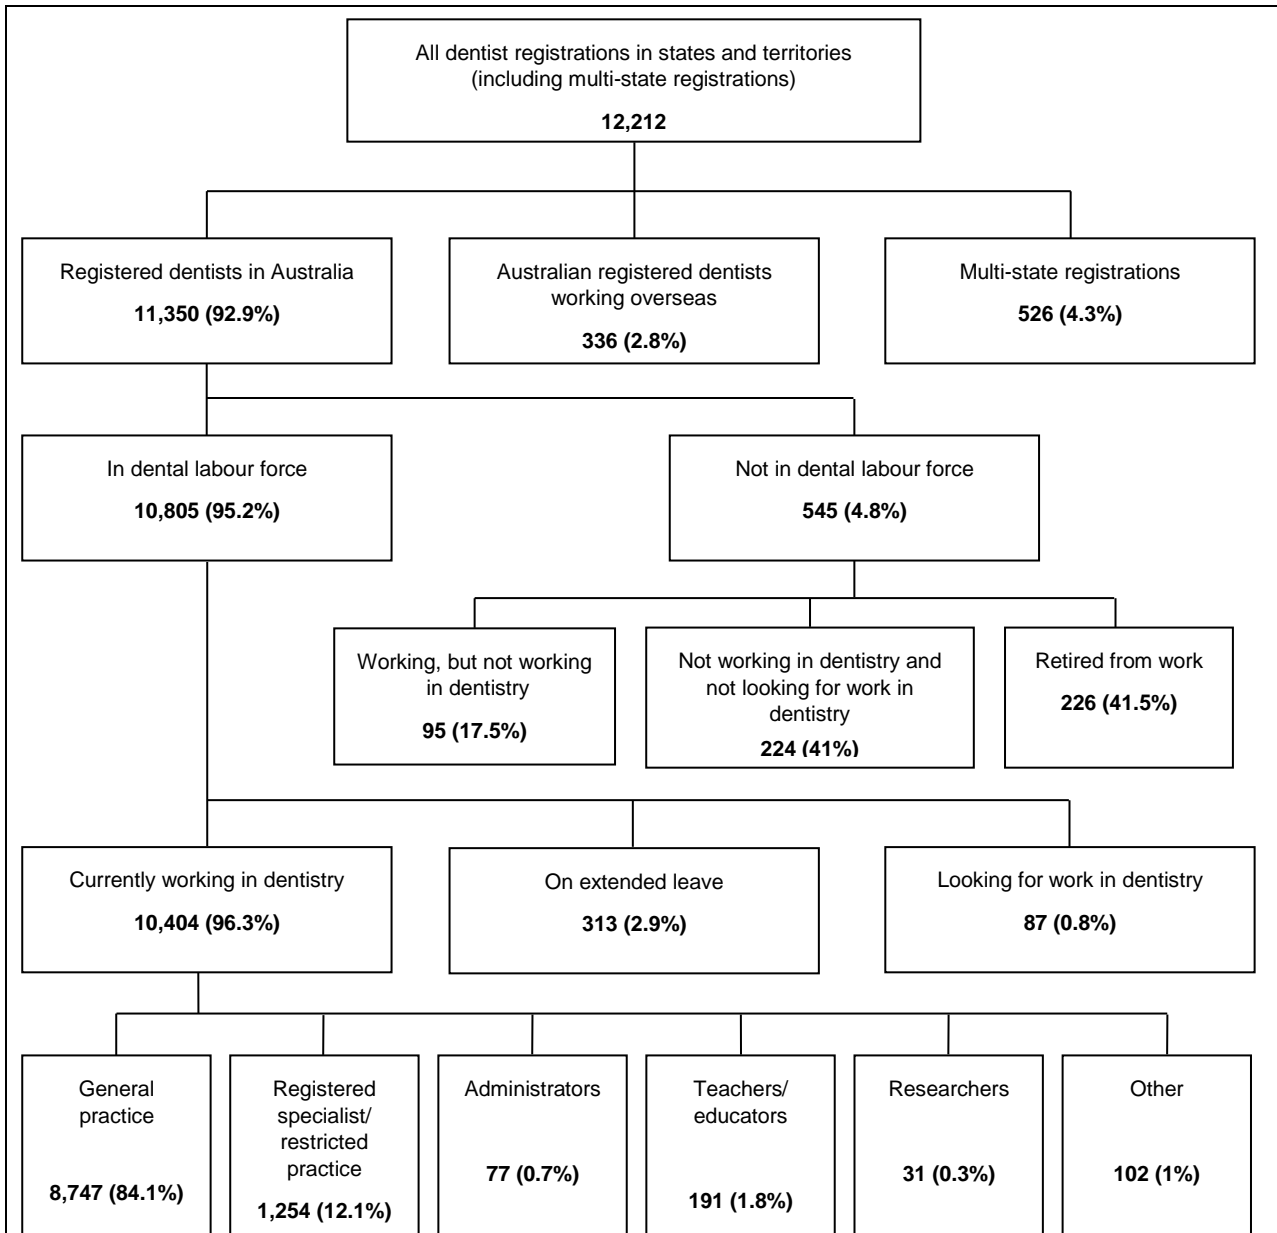 All dentist registrations in states and territories
(including multi-state registrations)
12,212
Registered dentists in Australia
11,350 (92.9%)
Australian registered dentists
working overseas
336 (2.8%)
Multi-state registrations
526 (4.3%)
In dental labour force
10,805 (95.2%)
Not in dental labour force
545 (4.8%)
Working, but not working
in dentistry
95 (17.5%)
Not working in dentistry and
not looking for work in
dentistry
224 (41%)
Retired from work
226 (41.5%)
Currently working in dentistry
10,404 (96.3%)
On extended leave
313 (2.9%)
Looking for work in dentistry
87 (0.8%)
General
practice
8,747 (84.1%)
Registered
specialist/
restricted
practice
1,254 (12.1%)
Administrators
77 (0.7%)
Teachers/
educators
191 (1.8%)
Researchers
31 (0.3%)
Other
102 (1%)